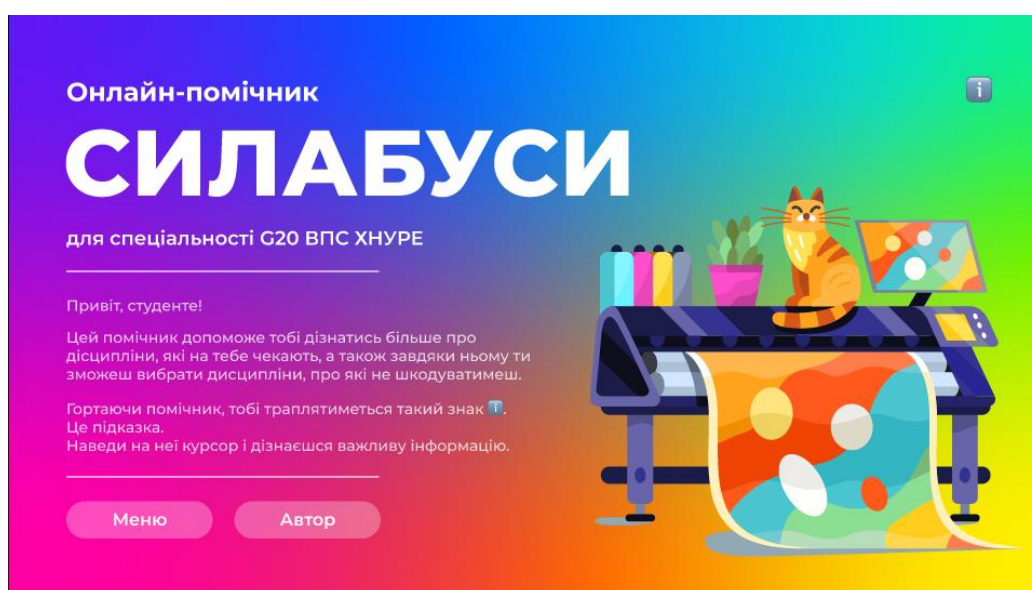 Онлайн-помічник
СИЛАБУСИ
для спеціальності G20 ВПС ХНУРЕ
Привіт, студенте!
Цей помічник допоможе тобі дізнатись більше про
дісципліни, які на тебе чекають, а також завдяки ньому ти
зможеш вибрати дисципліни, про які не шкодуватимеш.
Гортаючи помічник, тобі траплятиметься такий знак ℹ️.
Це підказка.
Наведи на неї курсор і дізнаєшся важливу інформацію.
Меню
Автор